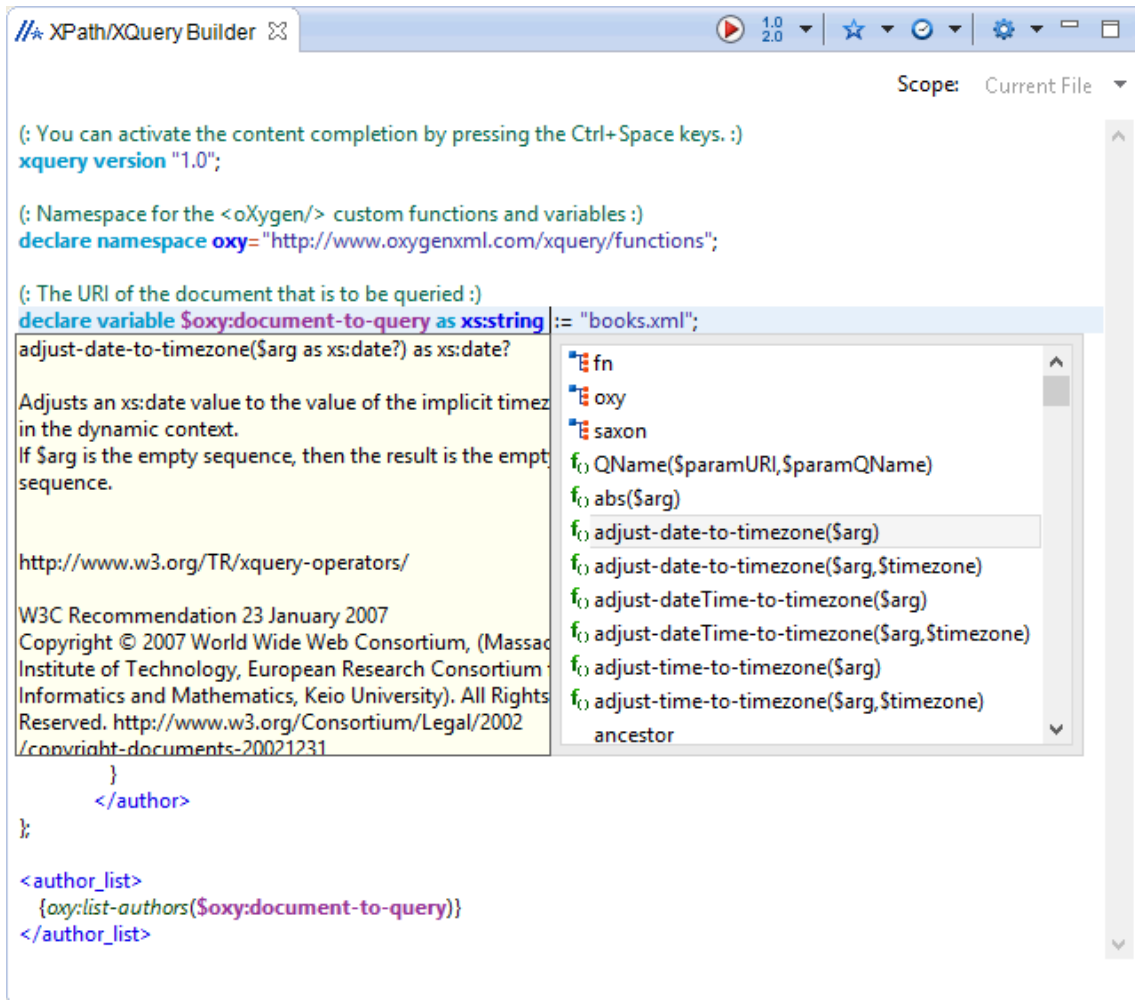 XPath/XQuery Builder
1.0
2.0
Scope: Current File
(: You can activate the content completion by pressing the Ctrl+Space keys. :)
xquery version "1.0";
(: Namespace for the <oXygen/> custom functions and variables :)
declare namespace oxy="http://www.oxygenxml.com/xquery/functions";
(: The URI of the document that is to be queried :)
declare variable $oxy:document-to-query as xs:string := "books.xml";
adjust-date-to-timezone($arg as xs:date?) as xs:date?
Adjusts an xs:date value to the value of the implicit timez
in the dynamic context.
If $arg is the empty sequence, then the result is the empt
sequence.
http://www.w3.org/TR/xquery-operators/
W3C Recommendation 23 January 2007
Copyright © 2007 World Wide Web Consortium, (Massac
Institute of Technology, European Research Consortium
Informatics and Mathematics, Keio University). All Rights
Reserved. http://www.w3.org/Consortium/Legal/2002
/copyright-documents-20021231
fn
oxy
saxon
f() QName($paramURI,$paramQName)
f() abs($arg)
f() adjust-date-to-timezone($arg)
f() adjust-date-to-timezone($arg,$timezone)
f() adjust-dateTime-to-timezone($arg)
f() adjust-dateTime-to-timezone($arg,$timezone)
f() adjust-time-to-timezone($arg)
f() adjust-time-to-timezone($arg,$timezone)
ancestor
}
</author>
};
<author_list>
{oxy:list-authors($oxy:document-to-query)}
</author_list>